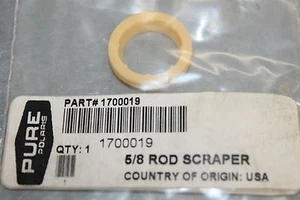 PART# 1700019
PURE
POLARIS
QTY: 1
1700019
5/8 ROD SCRAPER
COUNTRY OF ORIGIN: USA